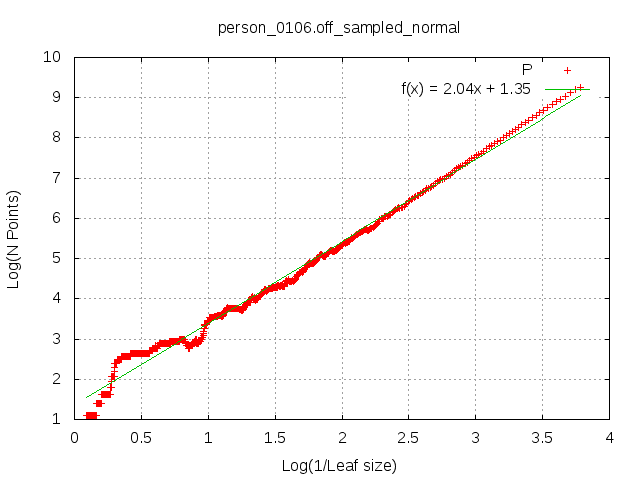 person_0106.off_sampled_normal
10
9
8
7
6
5
4
3
2
1
Log(N Points)
P
f(x) = 2.04x + 1.35
0 0.5 1 1.5 2 2.5 3 3.5 4
Log(1/Leaf size)